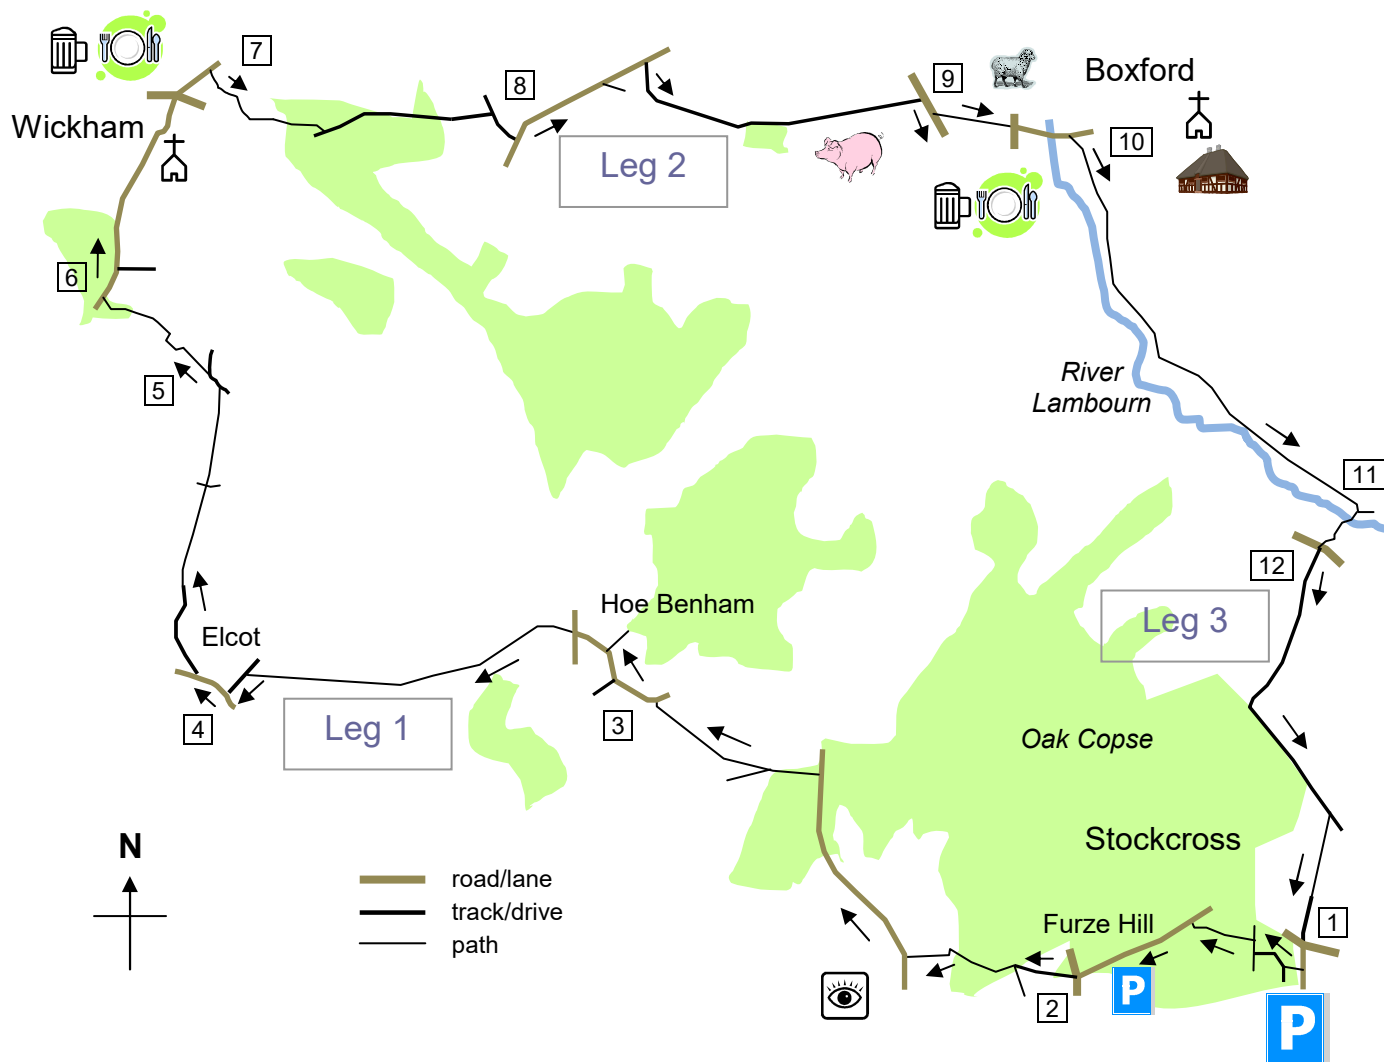 7
8
9
Boxford
Wickham
10
Leg 2
6
5
River
Lambourn
11
12
Hoe Benham
Leg 3
Elcot
4
Leg 1
3
Oak Copse
N
Stockcross
road/lane
track/drive
path
Furze Hill
1
2
P
P